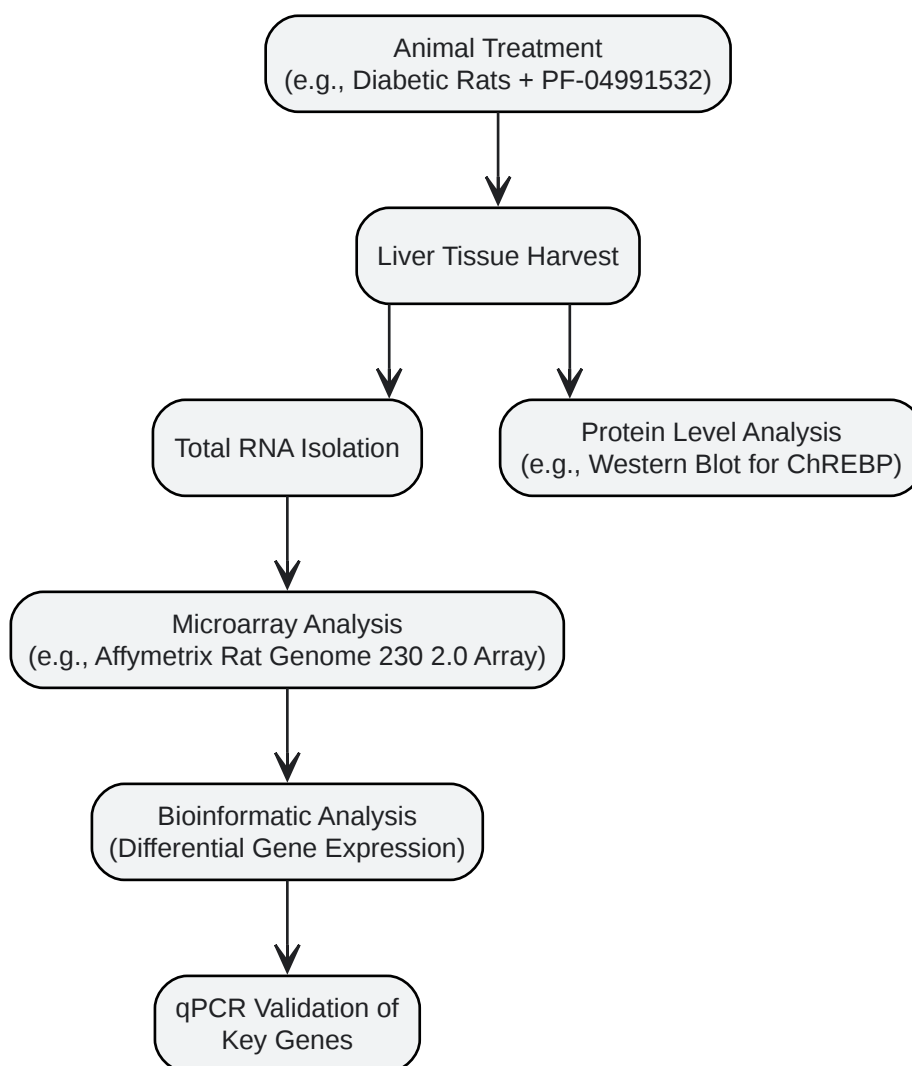 Animal Treatment
(e.g., Diabetic Rats + PF-04991532)
Liver Tissue Harvest
Total RNA Isolation
Protein Level Analysis
(e.g., Western Blot for ChREBP)
Microarray Analysis
(e.g., Affymetrix Rat Genome 230 2.0 Array)
Bioinformatic Analysis
(Differential Gene Expression)
qPCR Validation of
Key Genes